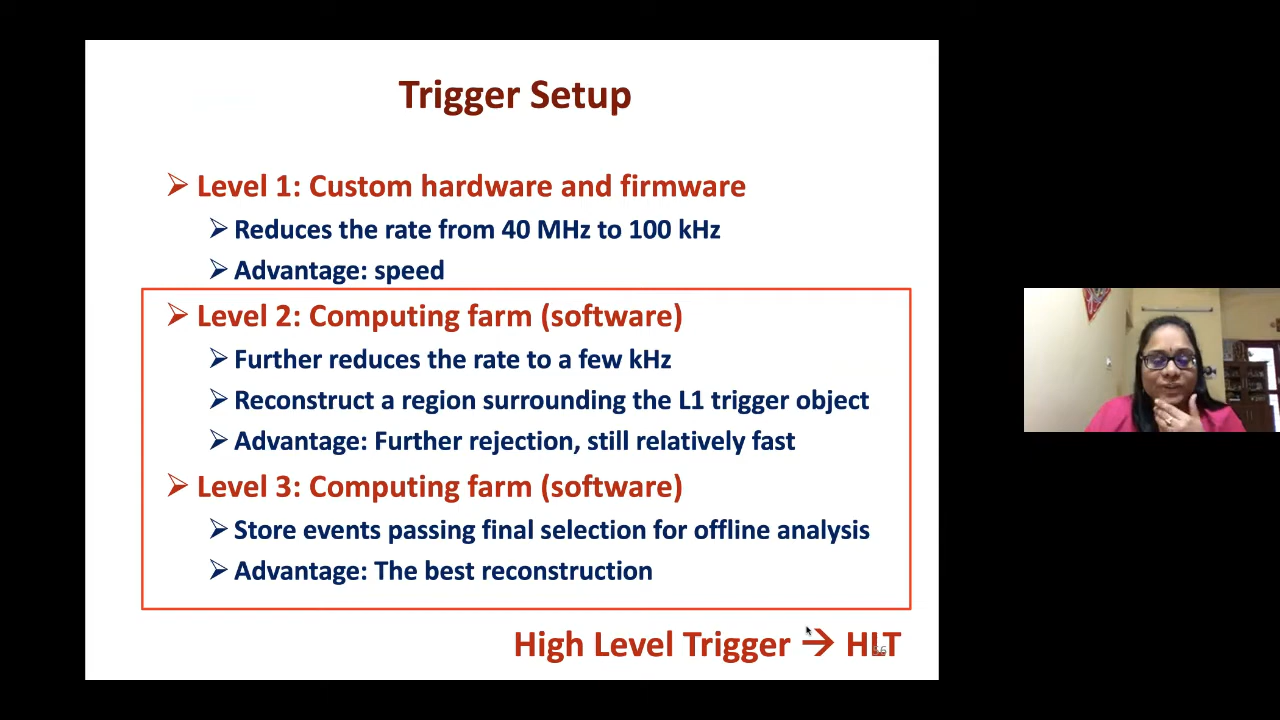 Trigger Setup
➢ Level 1: Custom hardware and firmware
➢ Reduces the rate from 40 MHz to 100 kHz
➢ Advantage: speed
➢ Level 2: Computing farm (software)
➢ Further reduces the rate to a few kHz
➢ Reconstruct a region surrounding the L1 trigger object
➢ Advantage: Further rejection, still relatively fast
➢ Level 3: Computing farm (software)
➢ Store events passing final selection for offline analysis
➢ Advantage: The best reconstruction
High Level Trigger → HLT